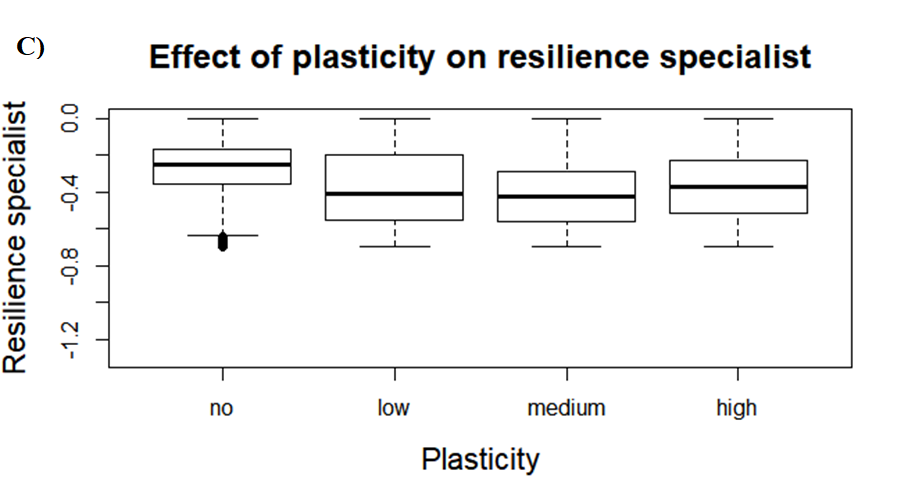 C)
Effect of plasticity on resilience specialist
Resilience specialist
0.0
-0.4
-0.8
-1.2
no low medium high
Plasticity